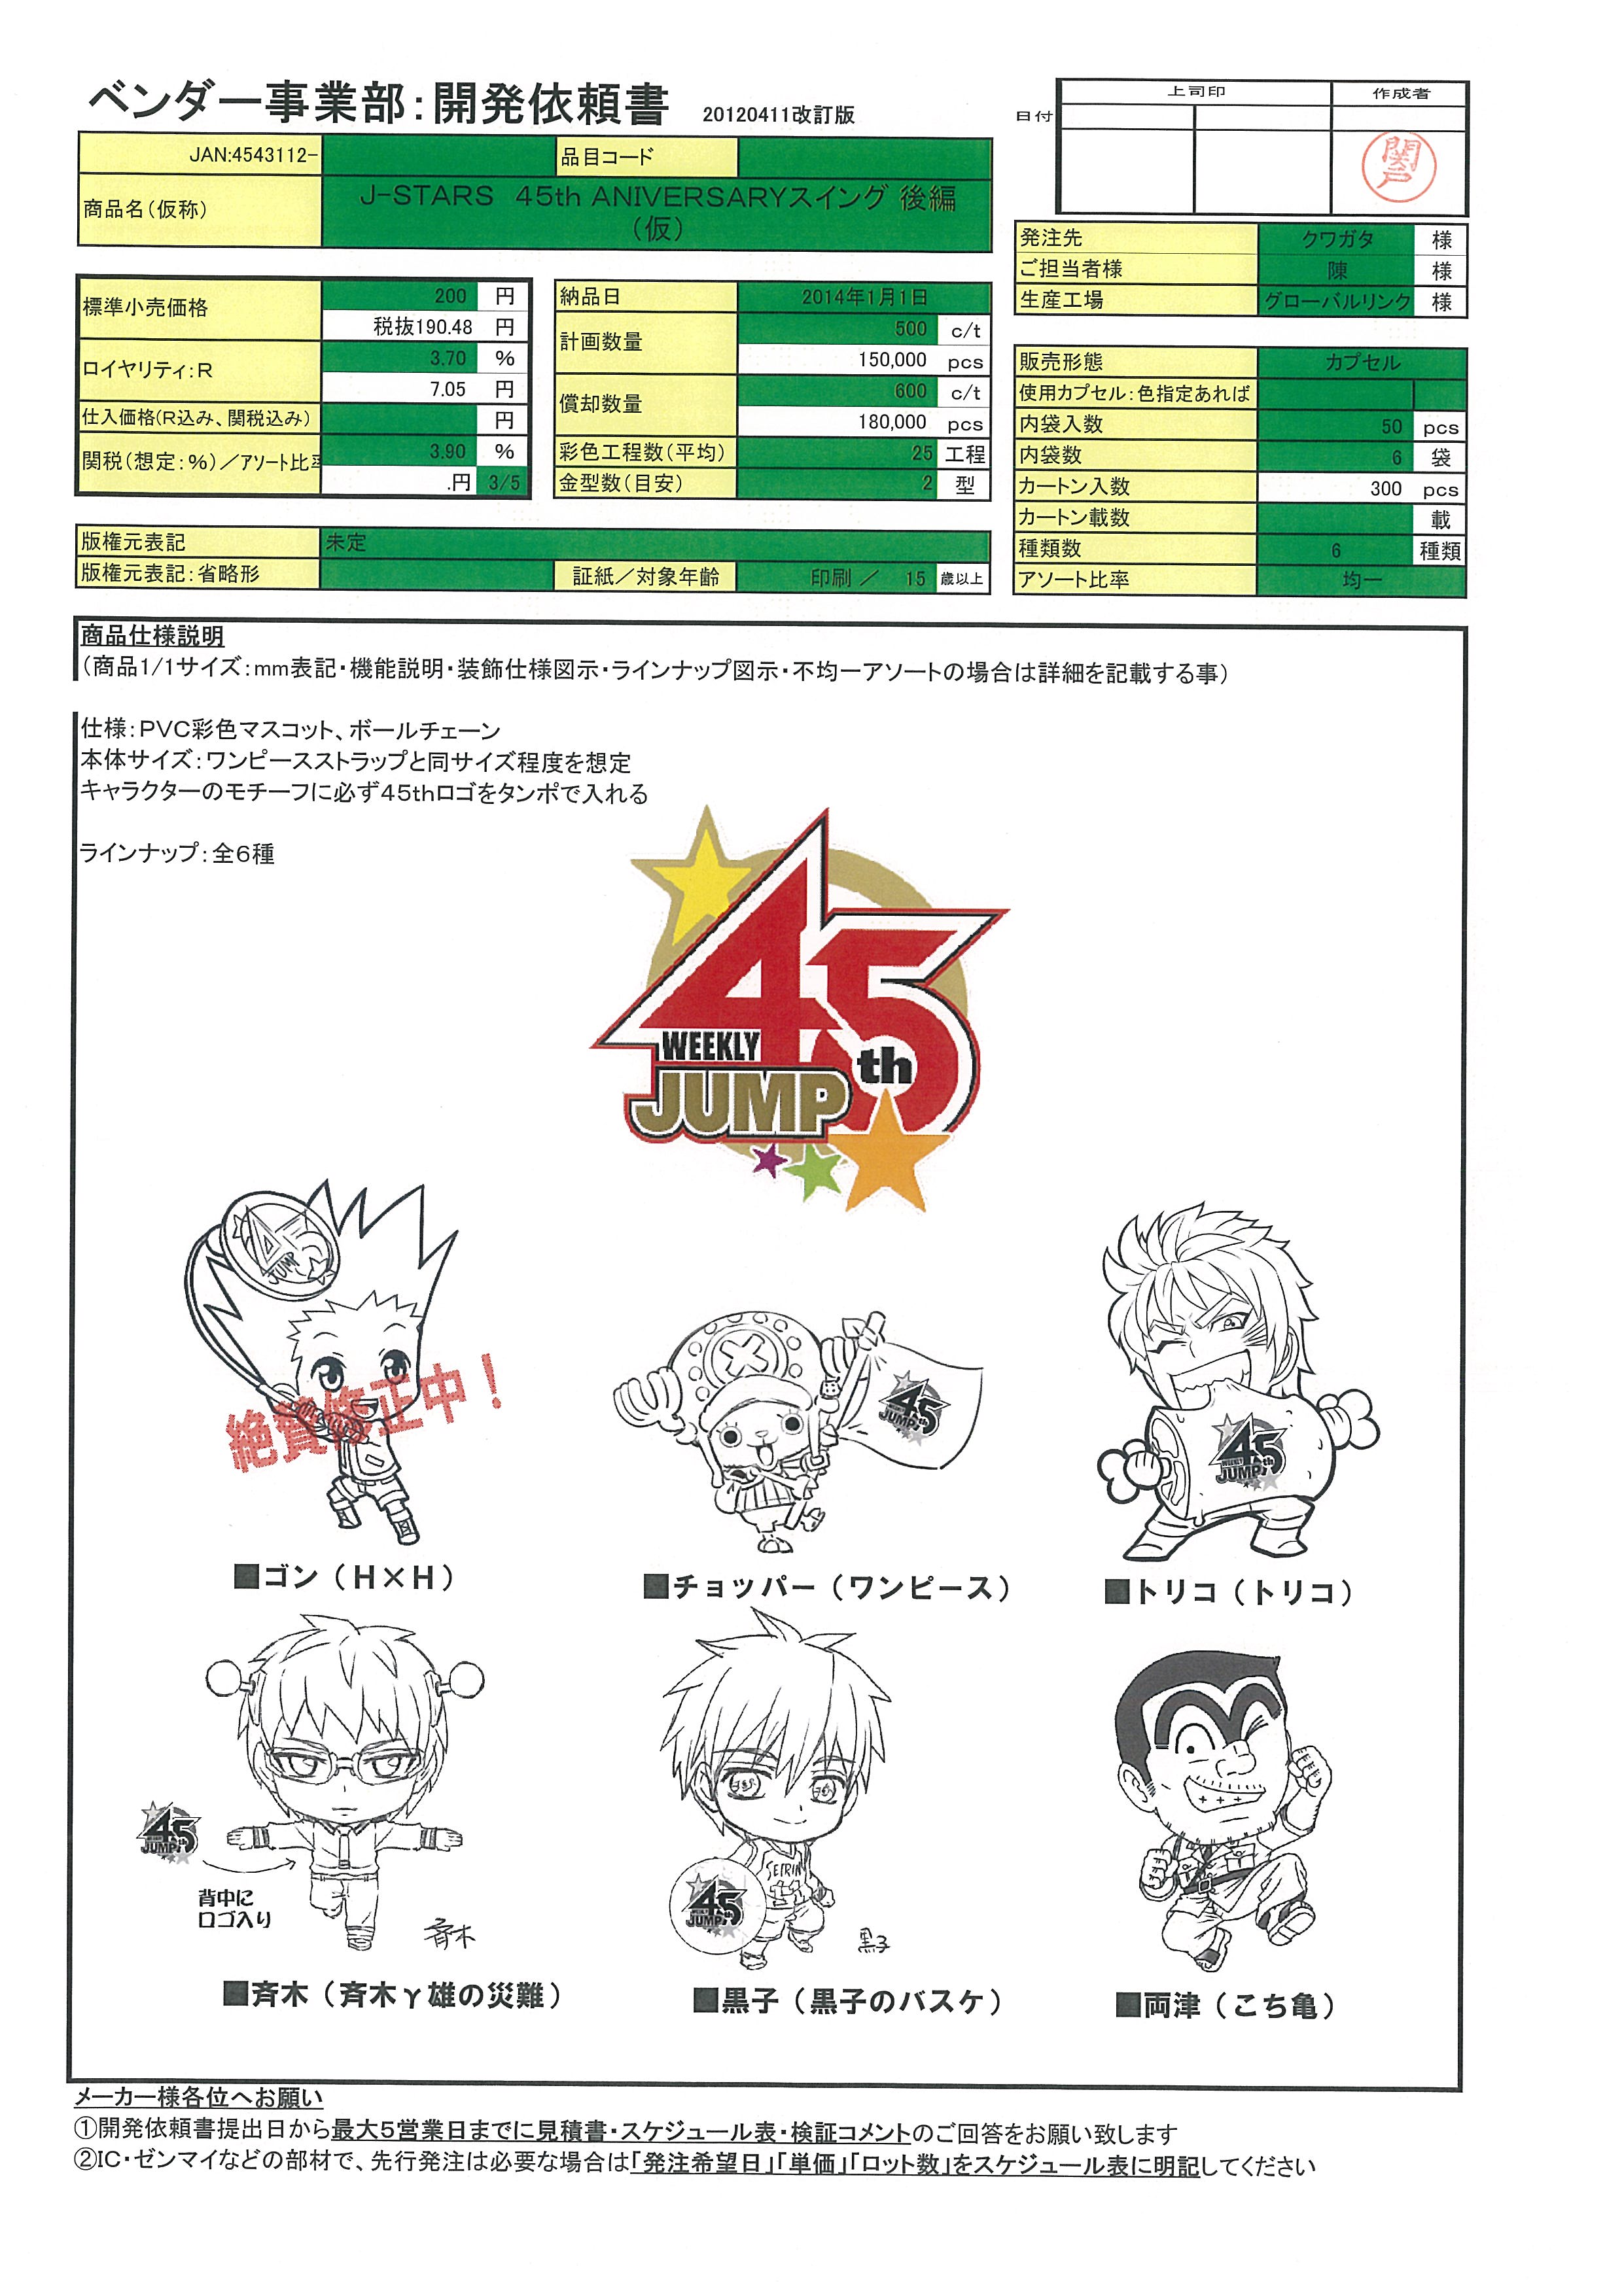 ベンダー事業部:開発依頼書 20120411改訂版
日付 上司印 作成者
関戸
JAN:4543112- 品目コード
商品名(仮称) J-STARS 45th ANIVERSARYスイング 後編
(仮)
発注先 クワガタ 様
ご担当者様 陳 様
生産工場 グローバルリンク 様
標準小売価格 200 円
税抜190.48 円
ロイヤリティ:R 3.70 %
7.05 円
仕入価格(R込み、関税込み) 円
関税(想定:%)/アソート比率 3.90 %
.円 3/5
納品日 2014年1月1日
計画数量 500 c/t
150,000 pcs
償却数量 600 c/t
180,000 pcs
彩色工程数(平均) 25 工程
金型数(目安) 2 型
販売形態 カプセル
使用カプセル:色指定あれば
内袋入数 50 pcs
内袋数 6 袋
カートン入数 300 pcs
カートン載数 載
種類数 6 種類
アソート比率 均一
版権元表記 未定
版権元表記:省略形 証紙/対象年齢 印刷 / 15 歳以上
商品仕様説明
(商品1/1サイズ:mm表記・機能説明・装飾仕様図示・ラインナップ図示・不均一アソートの場合は詳細を記載する事)
仕様:PVC彩色マスコット、ボールチェーン
本体サイズ:ワンピースストラップと同サイズ程度を想定
キャラクターのモチーフに必ず45thロゴをタンポで入れる
ラインナップ:全6種
45th
WEEKLY
JUMP
45
JUMP
絶賛修正中!
45th
JUMP
45th
WEEKLY
JUMP
■ゴン(H×H)
■チョッパー(ワンピース)
■トリコ(トリコ)
45th
JUMP
背中に
ロゴ入り
斉木
SEIRIN
45th
JUMP
黒子
■斉木(斉木γ雄の災難)
■黒子(黒子のバスケ)
■両津(こち亀)
メーカー様各位へお願い
①開発依頼書提出日から最大5営業日までに見積書・スケジュール表・検証コメントのご回答をお願い致します
②IC・ゼンマイなどの部材で、先行発注は必要な場合は「発注希望日」「単価」「ロット数」をスケジュール表に明記してください